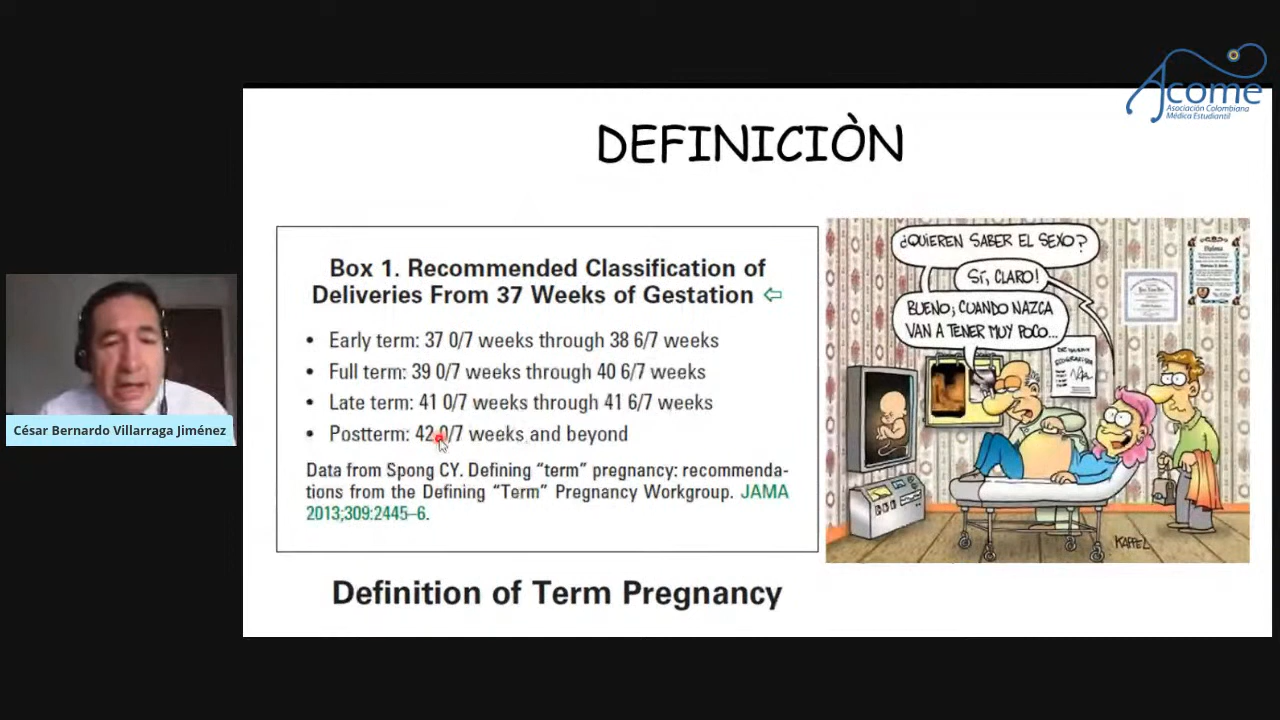 Acome
Asociación Colombiana
Médica Estudiantil
DEFINICIÒN
Box 1. Recommended Classification of
Deliveries From 37 Weeks of Gestation ⇦
• Early term: 37 0/7 weeks through 38 6/7 weeks
• Full term: 39 0/7 weeks through 40 6/7 weeks
• Late term: 41 0/7 weeks through 41 6/7 weeks
• Postterm: 42 0/7 weeks and beyond
Data from Spong CY. Defining “term” pregnancy: recommenda-
tions from the Defining “Term” Pregnancy Workgroup. JAMA
2013;309:2445–6.
Definition of Term Pregnancy
¿QUIEREN SABER EL SEXO?
SÍ, CLARO!
BUENO; CUANDO NAZCA
VAN A TENER MUY POCO...
KAPPEL
César Bernardo Villarraga Jiménez